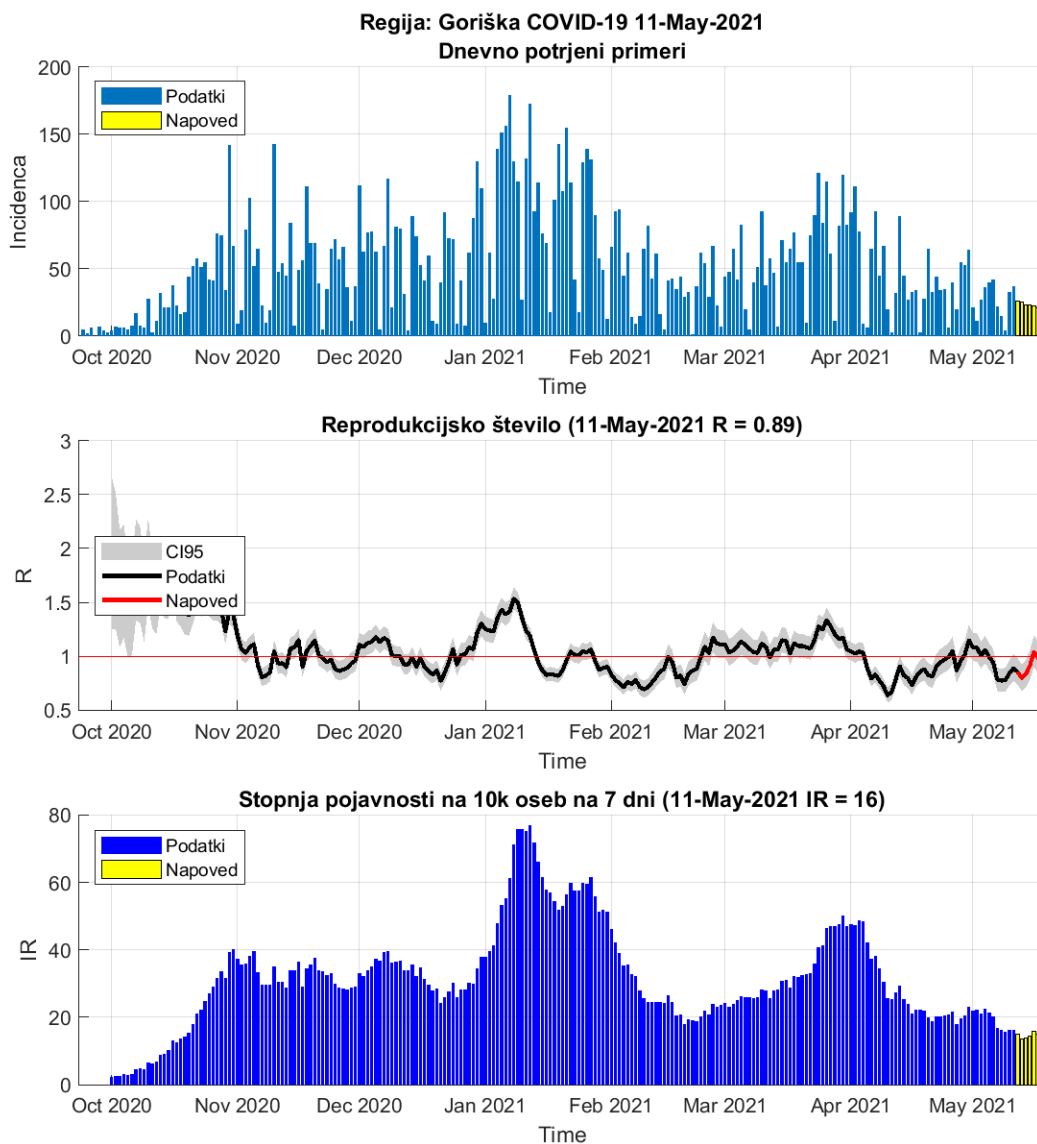 Regija: Goriška COVID-19 11-May-2021
Dnevno potrjeni primeri
200
150
100
50
0
Incidenca
Podatki
Napoved
Oct 2020 Nov 2020 Dec 2020 Jan 2021 Feb 2021 Mar 2021 Apr 2021 May 2021
Time
Reprodukcijsko število (11-May-2021 R = 0.89)
3
2.5
2
1.5
1
0.5
R
CI95
Podatki
Napoved
Oct 2020 Nov 2020 Dec 2020 Jan 2021 Feb 2021 Mar 2021 Apr 2021 May 2021
Time
Stopnja pojavnosti na 10k oseb na 7 dni (11-May-2021 IR = 16)
80
60
40
20
0
IR
Podatki
Napoved
Oct 2020 Nov 2020 Dec 2020 Jan 2021 Feb 2021 Mar 2021 Apr 2021 May 2021
Time